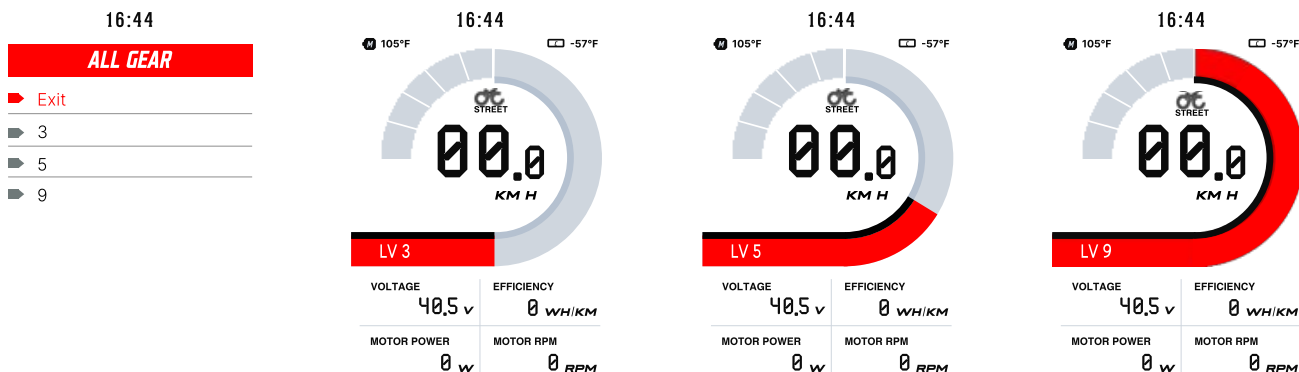 16:44
ALL GEAR
Exit
3
5
9
16:44
M 105°F
C -57°F
STREET
00.0
KM H
LV 3
VOLTAGE
40.5 V
EFFICIENCY
0 WH/KM
MOTOR POWER
0 W
MOTOR RPM
0 RPM
16:44
M 105°F
C -57°F
STREET
00.0
KM H
LV 5
VOLTAGE
40.5 V
EFFICIENCY
0 WH/KM
MOTOR POWER
0 W
MOTOR RPM
0 RPM
16:44
M 105°F
C -57°F
STREET
00.0
KM H
LV 9
VOLTAGE
40.5 V
EFFICIENCY
0 WH/KM
MOTOR POWER
0 W
MOTOR RPM
0 RPM